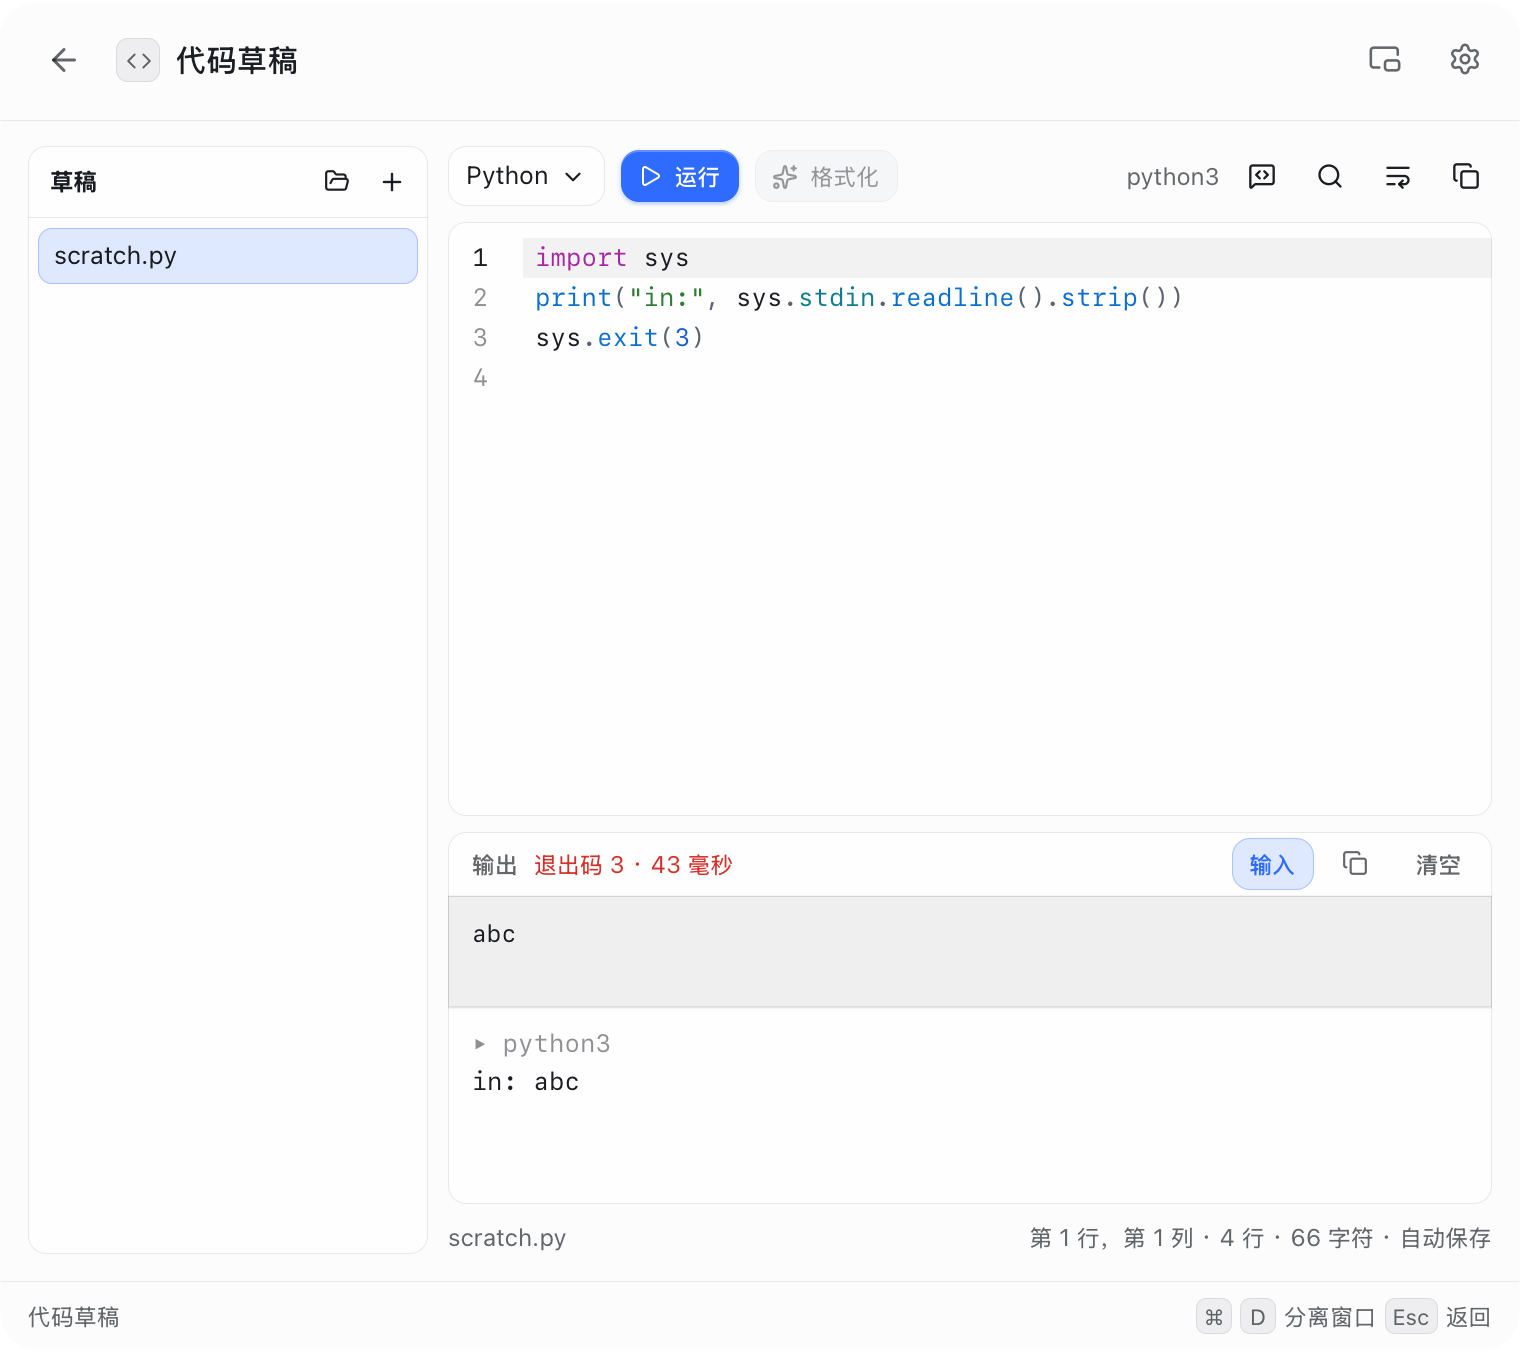 代码草稿
草稿
scratch.py
Python
运行
格式化
python3
1 import sys
2 print("in:", sys.stdin.readline().strip())
3 sys.exit(3)
4
输出 退出码 3 · 43 毫秒
输入
清空
abc
▸ python3
in: abc
scratch.py
第 1 行，第 1 列 · 4 行 · 66 字符 · 自动保存
代码草稿
⌘ D 分离窗口 Esc 返回